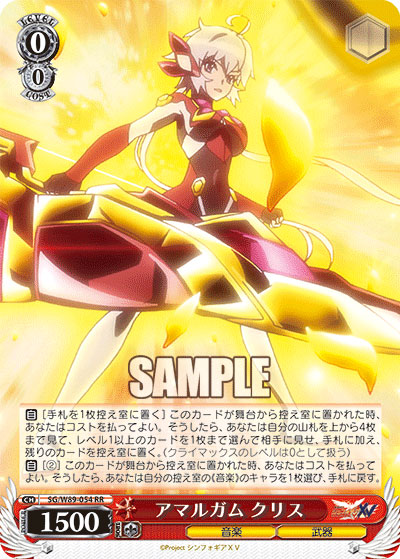 LEVEL
0
0
COST
SAMPLE
自 [手札を1枚控え室に置く] このカードが舞台から控え室に置かれた時、
あなたはコストを払ってよい。そうしたら、あなたは自分の山札を上から4枚
まで見て、レベル1以上のカードを1枚まで選んで相手に見せ、手札に加え、
残りのカードを控え室に置く。(クライマックスのレベルは0として扱う)
自 [②] このカードが舞台から控え室に置かれた時、あなたはコストを払っ
てよい。そうしたら、あなたは自分の控え室の《音楽》のキャラを1枚選び、手札に戻す。
CH
SG/W89-054 RR
1500
アマルガム クリス
音楽
武器
XV
©Project シンフォギアXV